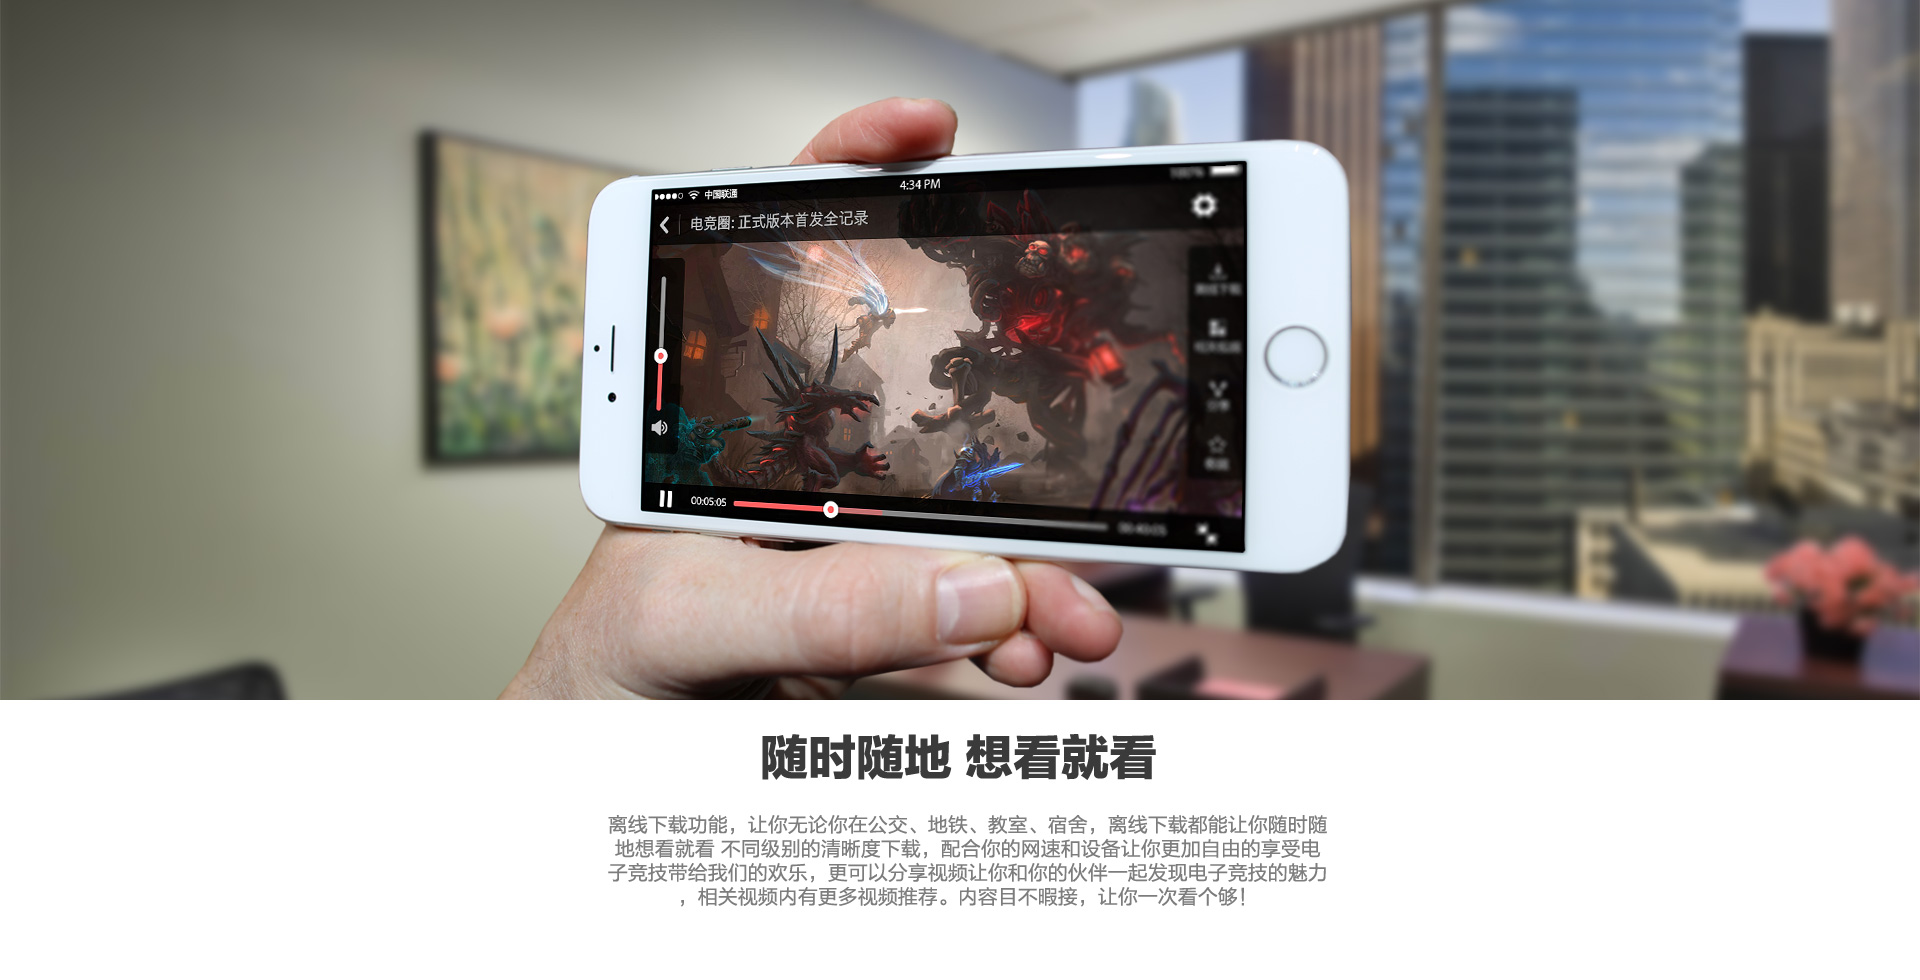 中国联通
4:34 PM
100%
电竞圈: 正式版本首发全记录
00:05:05
随时随地 想看就看
离线下载功能，让你无论你在公交、地铁、教室、宿舍，离线下载都能让你随时随
地想看就看 不同级别的清晰度下载，配合你的网速和设备让你更加自由的享受电
子竞技带给我们的欢乐，更可以分享视频让你和你的伙伴一起发现电子竞技的魅力
，相关视频内有更多视频推荐。内容目不暇接，让你一次看个够！